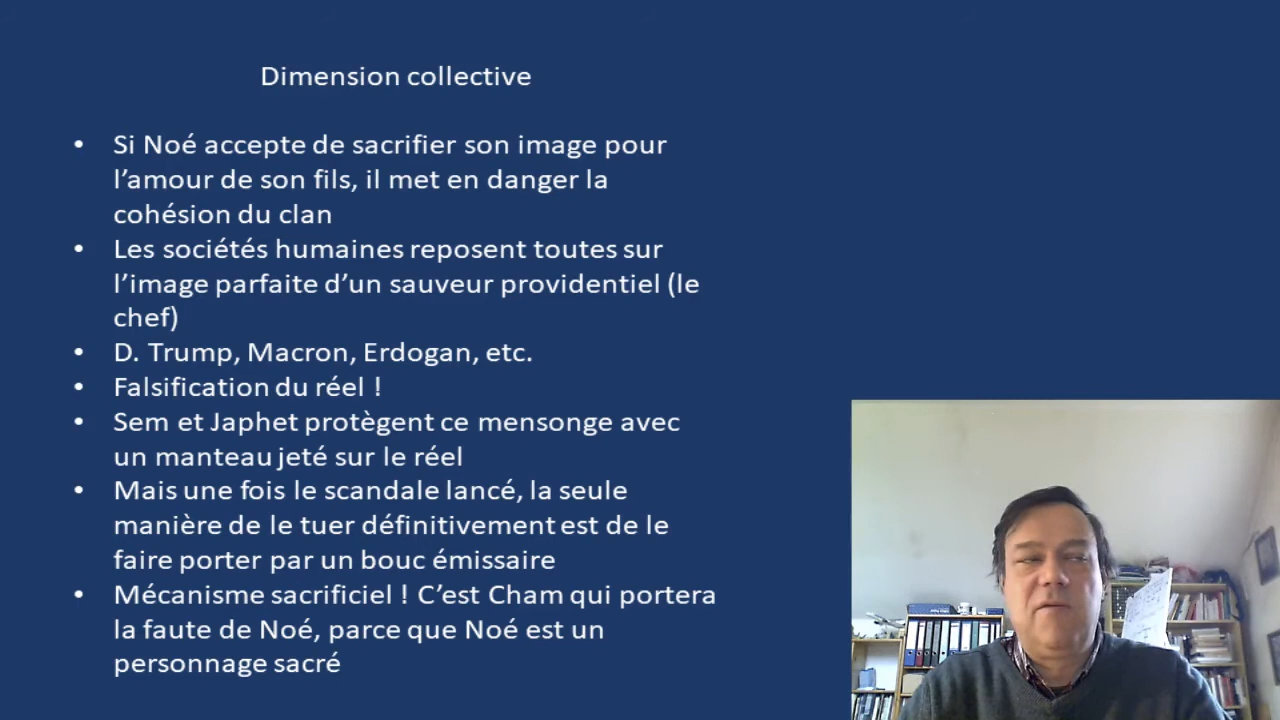 Dimension collective
• Si Noé accepte de sacrifier son image pour
l’amour de son fils, il met en danger la
cohésion du clan
• Les sociétés humaines reposent toutes sur
l’image parfaite d’un sauveur providentiel (le
chef)
• D. Trump, Macron, Erdogan, etc.
• Falsification du réel !
• Sem et Japhet protègent ce mensonge avec
un manteau jeté sur le réel
• Mais une fois le scandale lancé, la seule
manière de le tuer définitivement est de le
faire porter par un bouc émissaire
• Mécanisme sacrificiel ! C’est Cham qui portera
la faute de Noé, parce que Noé est un
personnage sacré